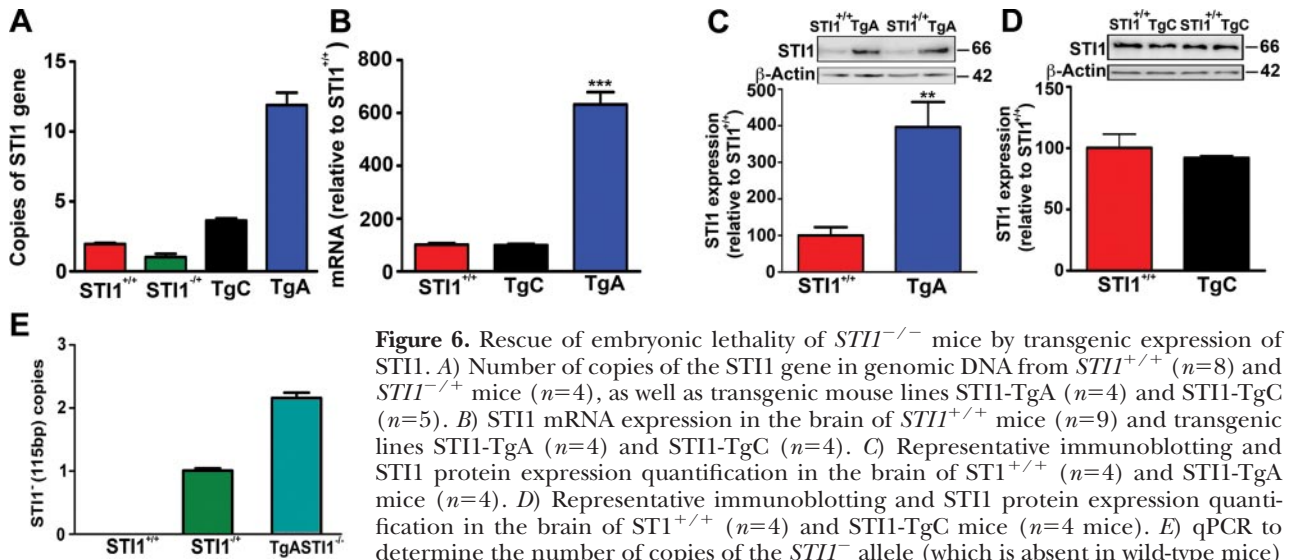 A
Copies of STI1 gene
15
10
5
0
STI1+/+ STI1-/+ TgC TgA
B
mRNA (relative to STI1+/+)
800
600
400
200
0
***
STI1+/+ TgC TgA
C
STI1+/+ TgA STI1+/+ TgA
STI1 66
β-Actin 42
STI1 expression
(relative to STI1+/+)
500
400
300
200
100
0
**
STI1+/+ TgA
D
STI1+/+ TgC STI1+/+ TgC
STI1 66
β-Actin 42
STI1 expression
(relative to STI1+/+)
150
100
50
0
STI1+/+ TgC
E
STI1- (115bp) copies
3
2
1
0
STI1+/+ STI1-/+ TgASTI1-/-
Figure 6. Rescue of embryonic lethality of STI1−/− mice by transgenic expression of
STI1. A) Number of copies of the STI1 gene in genomic DNA from STI1+/+ (n=8) and
STI1−/+ mice (n=4), as well as transgenic mouse lines STI1-TgA (n=4) and STI1-TgC
(n=5). B) STI1 mRNA expression in the brain of STI1+/+ mice (n=9) and transgenic
lines STI1-TgA (n=4) and STI1-TgC (n=4). C) Representative immunoblotting and
STI1 protein expression quantification in the brain of ST1+/+ (n=4) and STI1-TgA
mice (n=4). D) Representative immunoblotting and STI1 protein expression quanti-
fication in the brain of ST1+/+ (n=4) and STI1-TgC mice (n=4 mice). E) qPCR to
determine the number of copies of the STI1− allele (which is absent in wild-type mice)